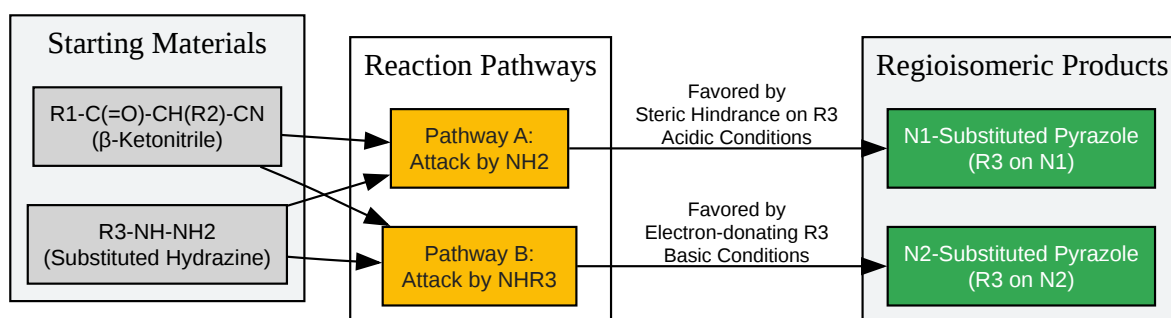 Starting Materials
R1-C(=O)-CH(R2)-CN
(β-Ketonitrile)
R3-NH-NH2
(Substituted Hydrazine)
Reaction Pathways
Pathway A:
Attack by NH2
Pathway B:
Attack by NHR3
Favored by
Steric Hindrance on R3
Acidic Conditions
Favored by
Electron-donating R3
Basic Conditions
Regioisomeric Products
N1-Substituted Pyrazole
(R3 on N1)
N2-Substituted Pyrazole
(R3 on N2)